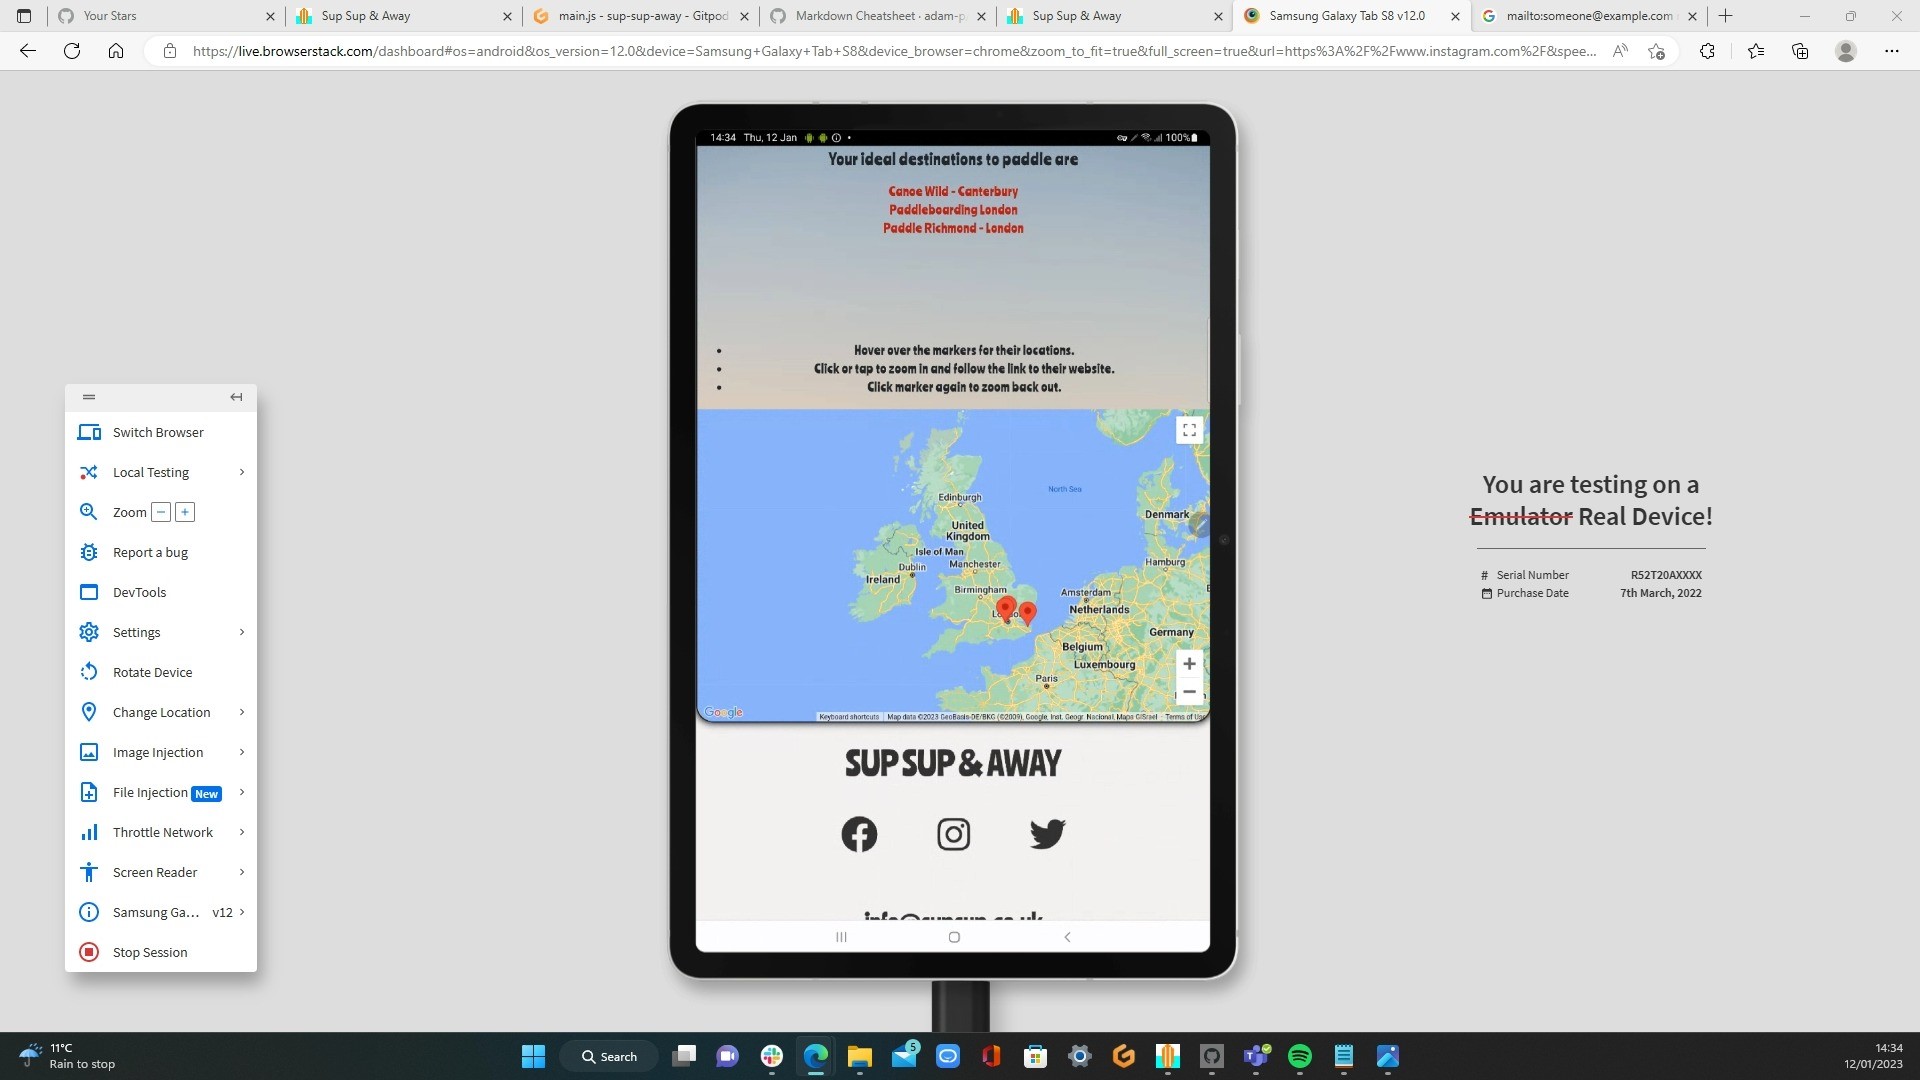 Your Stars
Sup Sup & Away
main.js - sup-sup-away - Gitpod
Markdown Cheatsheet · adam-p
Sup Sup & Away
Samsung Galaxy Tab S8 v12.0
mailto:someone@example.com
https://live.browserstack.com/dashboard#os=android&os_version=12.0&device=Samsung+Galaxy+Tab+S8&device_browser=chrome&zoom_to_fit=true&full_screen=true&url=https%3A%2F%2Fwww.instagram.com%2F&spee...
14:34 Thu, 12 Jan
100%
Your ideal destinations to paddle are
Canoe Wild - Canterbury
Paddleboarding London
Paddle Richmond - London
• Hover over the markers for their locations.
• Click or tap to zoom in and follow the link to their website.
• Click marker again to zoom back out.
North Sea
Edinburgh
Denmark
United
Kingdom
Isle of Man
Dublin
Manchester
Hamburg
Ireland
Birmingham
Amsterdam
Netherlands
Germany
Belgium
Luxembourg
Paris
Google
Keyboard shortcuts
Map data ©2023 GeoBasis-DE/BKG (©2009), Google, Inst. Geogr. Nacional, Mapa GISrael
Terms of Use
SUP SUP & AWAY
Switch Browser
Local Testing
Zoom − +
Report a bug
DevTools
Settings
Rotate Device
Change Location
Image Injection
File Injection New
Throttle Network
Screen Reader
Samsung Ga... v12
Stop Session
You are testing on a
Emulator Real Device!
# Serial Number R52T20AXXXX
Purchase Date 7th March, 2022
11°C
Rain to stop
Search
5
14:34
12/01/2023